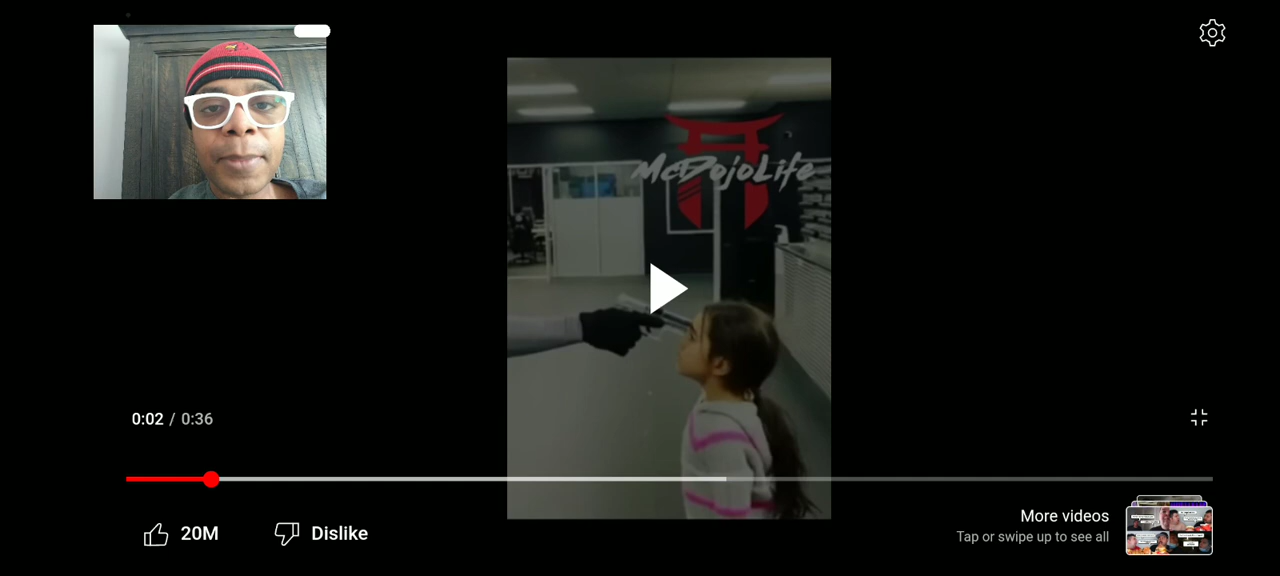 McDojoLife
0:02 / 0:36
20M
Dislike
More videos
Tap or swipe up to see all